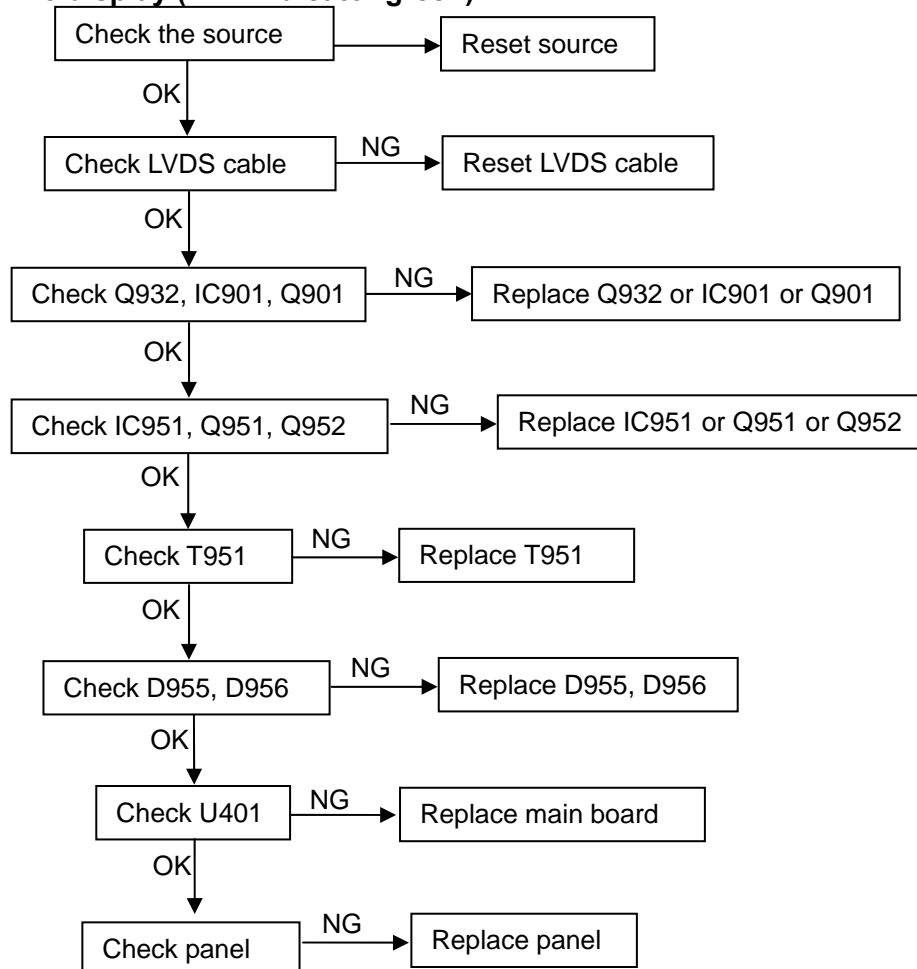 Check the source
Reset source
OK
Check LVDS cable
NG
Reset LVDS cable
OK
Check Q932, IC901, Q901
NG
Replace Q932 or IC901 or Q901
OK
Check IC951, Q951, Q952
NG
Replace IC951 or Q951 or Q952
OK
Check T951
NG
Replace T951
OK
Check D955, D956
NG
Replace D955, D956
OK
Check U401
NG
Replace main board
OK
Check panel
NG
Replace panel